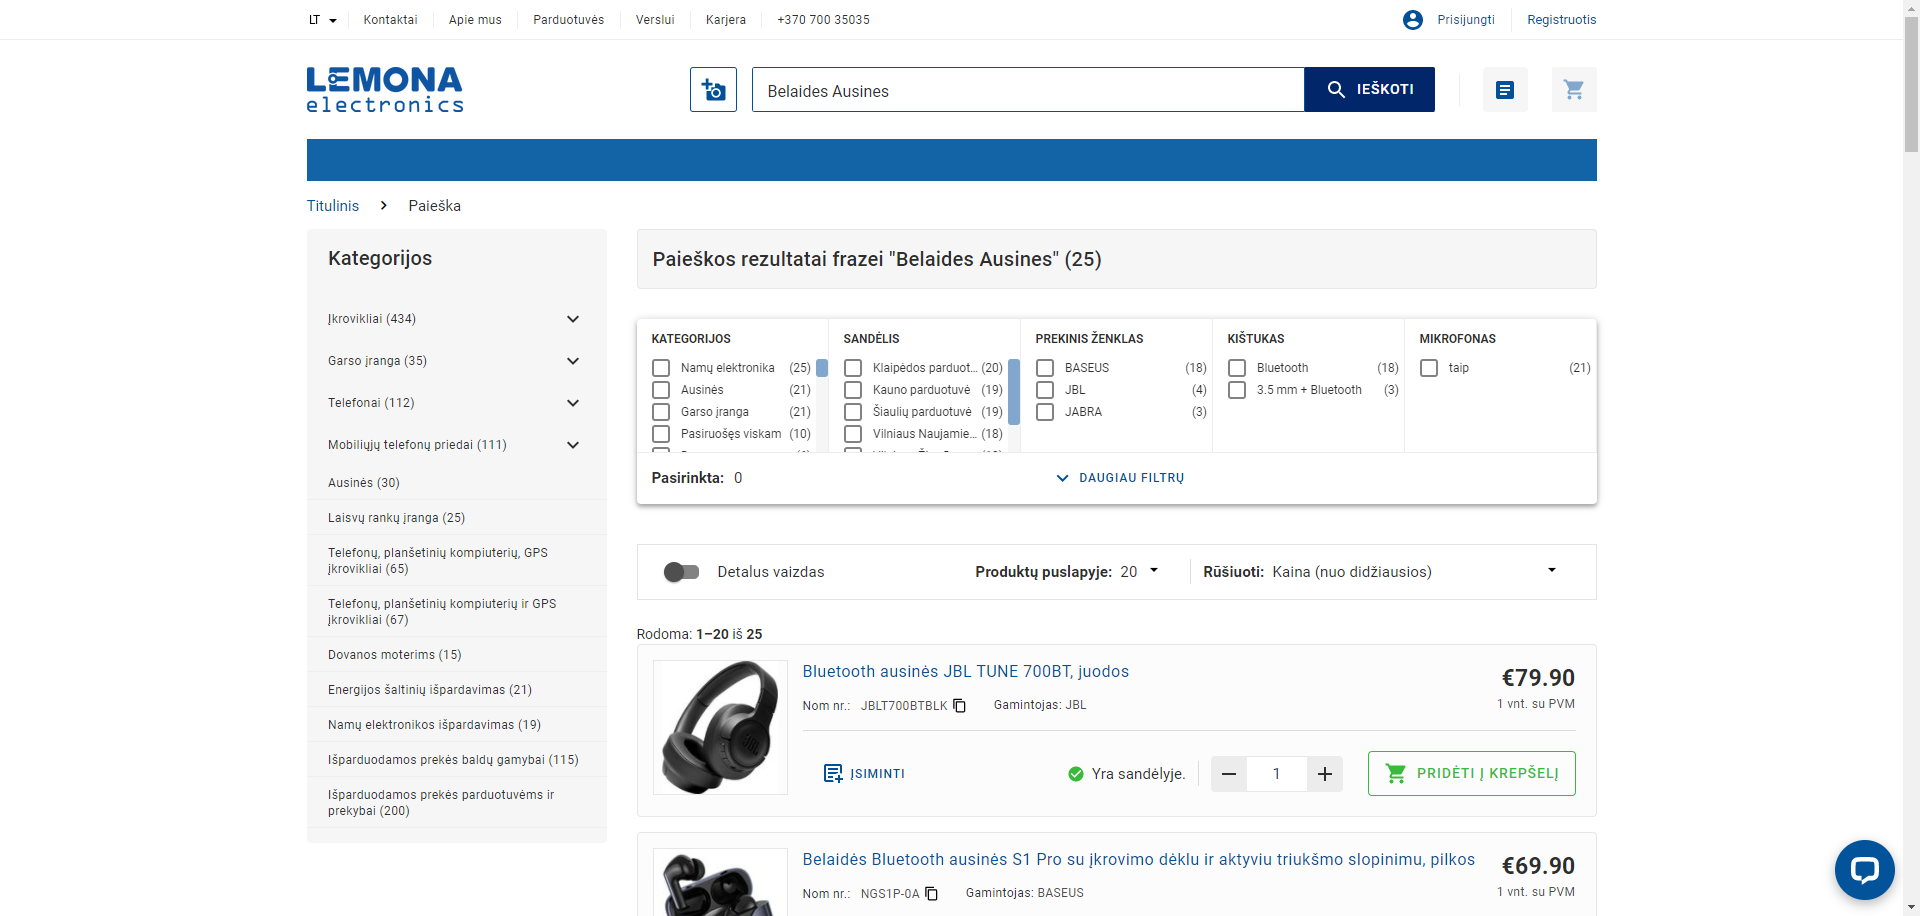 LT
Kontaktai
Apie mus
Parduotuvės
Verslui
Karjera
+370 700 35035
Prisijungti
Registruotis
LEMONA
electronics
Belaides Ausines
IEŠKOTI
Titulinis
Paieška
Kategorijos
Įkrovikliai (434)
Garso įranga (35)
Telefonai (112)
Mobiliųjų telefonų priedai (111)
Ausinės (30)
Laisvų rankų įranga (25)
Telefonų, planšetinių kompiuterių, GPS
įkrovikliai (65)
Telefonų, planšetinių kompiuterių ir GPS
įkrovikliai (67)
Dovanos moterims (15)
Energijos šaltinių išpardavimas (21)
Namų elektronikos išpardavimas (19)
Išparduodamos prekės baldų gamybai (115)
Išparduodamos prekės parduotuvėms ir
prekybai (200)
Paieškos rezultatai frazei "Belaides Ausines" (25)
KATEGORIJOS
Namų elektronika (25)
Ausinės (21)
Garso įranga (21)
Pasiruošęs viskam (10)
SANDĖLIS
Klaipėdos parduot... (20)
Kauno parduotuvė (19)
Šiaulių parduotuvė (19)
Vilniaus Naujamie... (18)
PREKINIS ŽENKLAS
BASEUS (18)
JBL (4)
JABRA (3)
KIŠTUKAS
Bluetooth (18)
3.5 mm + Bluetooth (3)
MIKROFONAS
taip (21)
Pasirinkta: 0
DAUGIAU FILTRŲ
Detalus vaizdas
Produktų puslapyje: 20
Rūšiuoti: Kaina (nuo didžiausios)
Rodoma: 1–20 iš 25
Bluetooth ausinės JBL TUNE 700BT, juodos
€79.90
Nom nr.: JBLT700BTBLK
Gamintojas: JBL
1 vnt. su PVM
ĮSIMINTI
Yra sandėlyje.
1
PRIDĖTI Į KREPŠELĮ
Belaidės Bluetooth ausinės S1 Pro su įkrovimo dėklu ir aktyviu triukšmo slopinimu, pilkos
€69.90
Nom nr.: NGS1P-0A
Gamintojas: BASEUS
1 vnt. su PVM